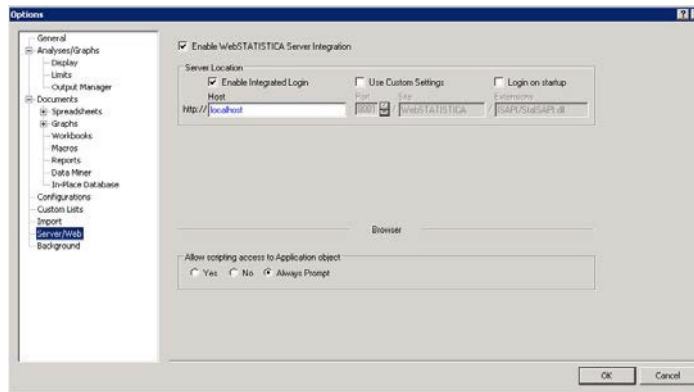 Options
General
Analyses/Graphs
Display
Limits
Output Manager
Documents
Spreadsheets
Graphs
Workbooks
Macros
Reports
Data Miner
In-Place Database
Configurations
Custom Lists
Import
Server/Web
Background
Enable WebSTATISTICA Server Integration
Server Location
Enable Integrated Login Use Custom Settings Login on startup
Host Port Site Extensions
http:// localhost / WebSTATISTICA / ISAPI/StatISAPI.dll
Browser
Allow scripting access to Application object
Yes No Always Prompt
OK Cancel